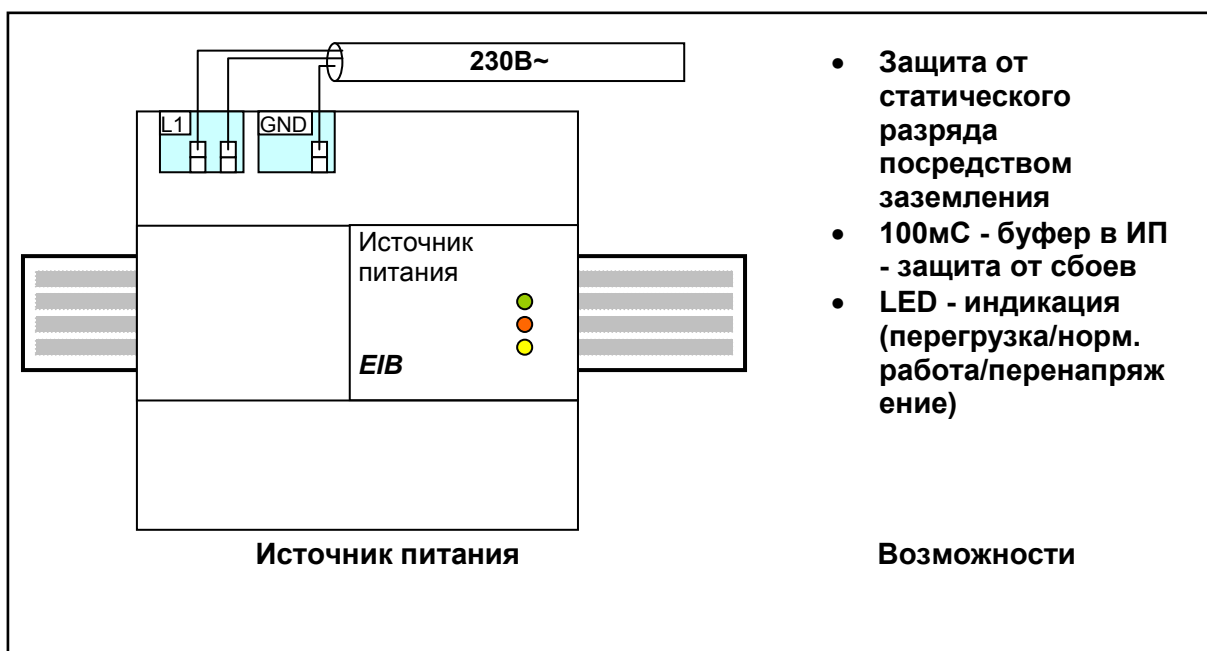 230В~
L1
GND
Источник
питания
EIB
Источник питания
• Защита от
статического
разряда
посредством
заземления
• 100мС - буфер в ИП
- защита от сбоев
• LED - индикация
(перегрузка/норм.
работа/перенапряж
ение)
Возможности